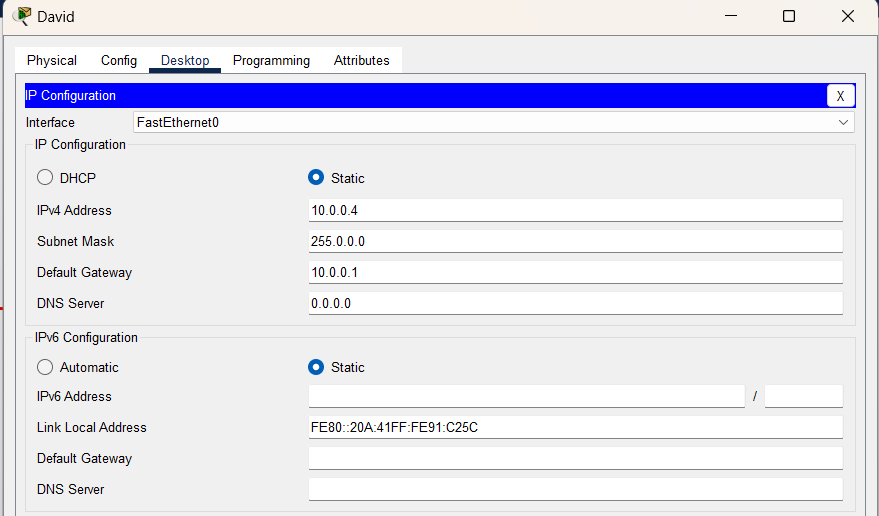 David
Physical Config Desktop Programming Attributes
IP Configuration X
Interface FastEthernet0
IP Configuration
DHCP Static
IPv4 Address 10.0.0.4
Subnet Mask 255.0.0.0
Default Gateway 10.0.0.1
DNS Server 0.0.0.0
IPv6 Configuration
Automatic Static
IPv6 Address /
Link Local Address FE80::20A:41FF:FE91:C25C
Default Gateway
DNS Server